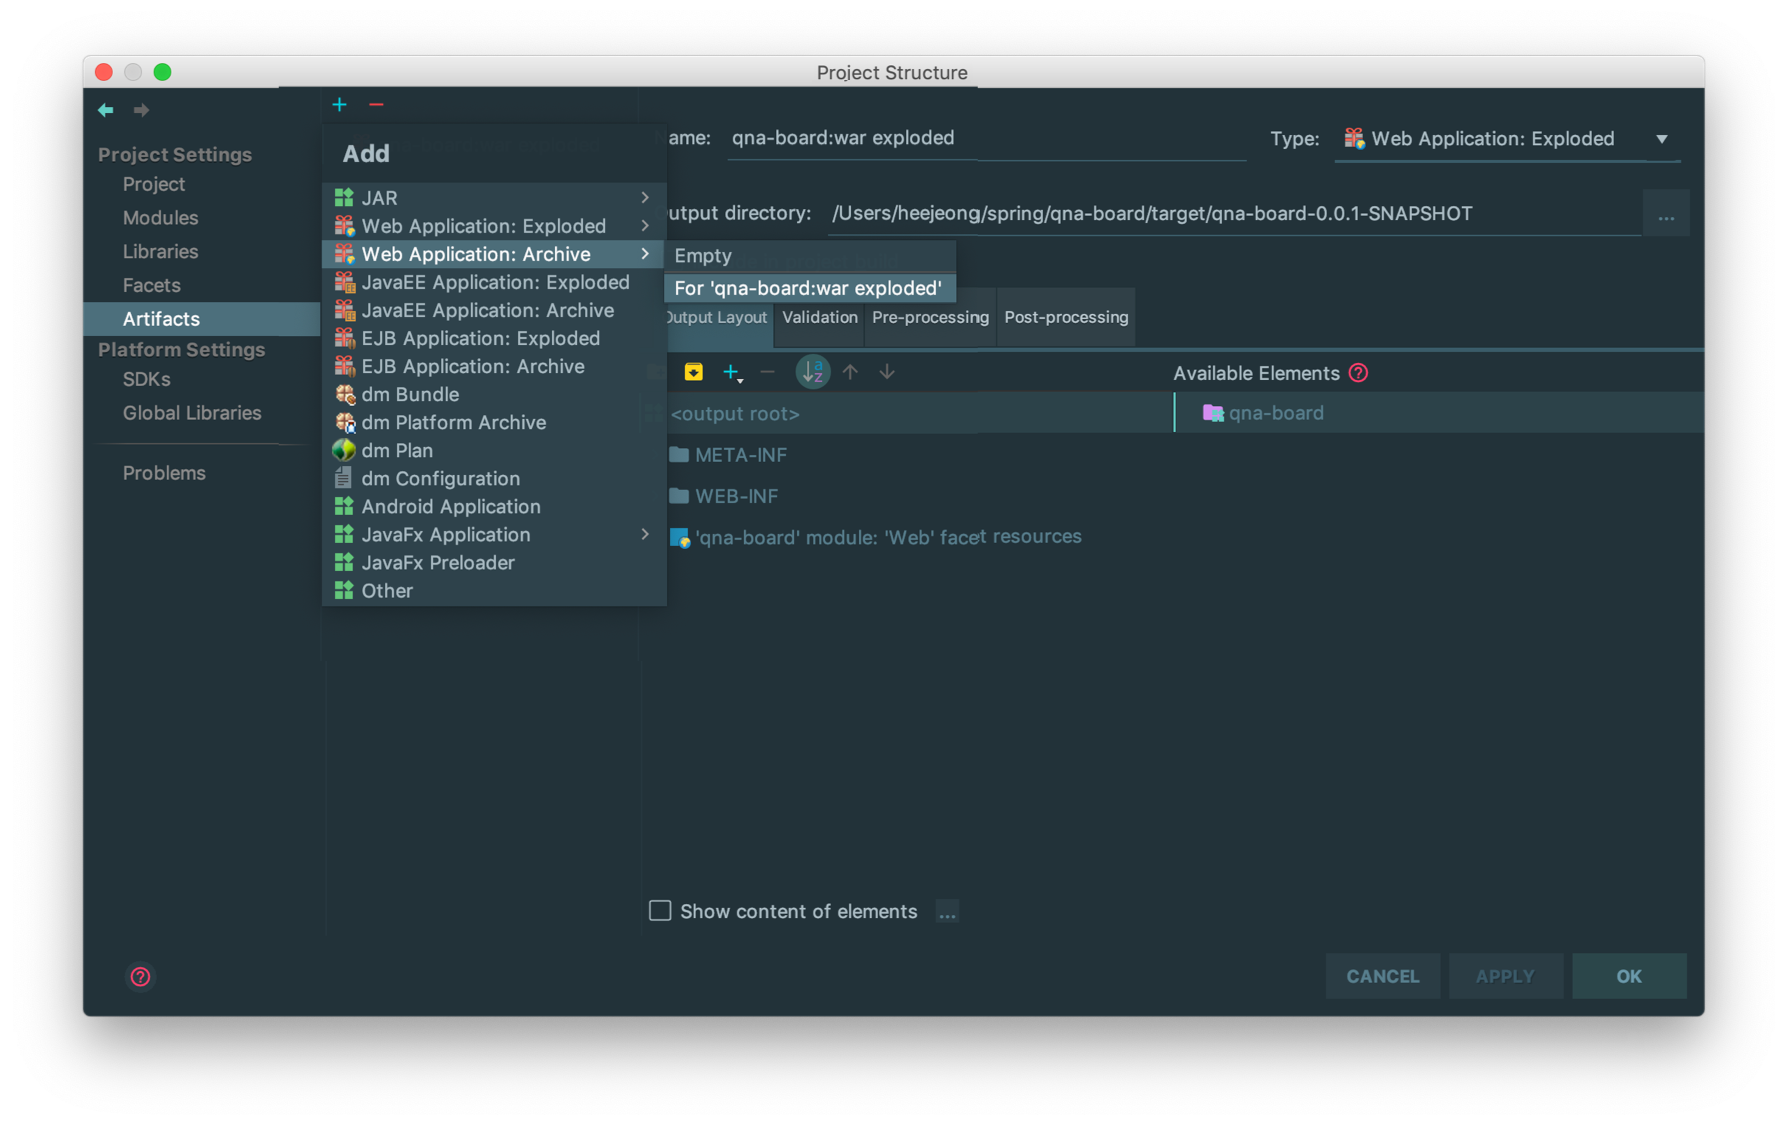 Project Structure
Project Settings
Project
Modules
Libraries
Facets
Artifacts
Platform Settings
SDKs
Global Libraries
Problems
Add
JAR
Web Application: Exploded
Web Application: Archive
JavaEE Application: Exploded
JavaEE Application: Archive
EJB Application: Exploded
EJB Application: Archive
dm Bundle
dm Platform Archive
dm Plan
dm Configuration
Android Application
JavaFx Application
JavaFx Preloader
Other
Empty
For 'qna-board:war exploded'
ame: qna-board:war exploded
Type: Web Application: Exploded
utput directory: /Users/heejeong/spring/qna-board/target/qna-board-0.0.1-SNAPSHOT ...
Output Layout Validation Pre-processing Post-processing
Available Elements
<output root>
qna-board
META-INF
WEB-INF
'qna-board' module: 'Web' facet resources
Show content of elements ...
CANCEL APPLY OK